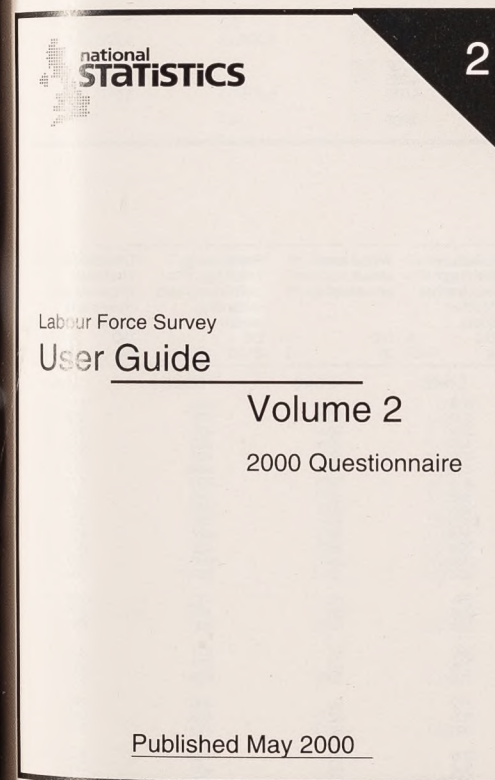 national
STATISTICS
2
Labour Force Survey
User Guide
Volume 2
2000 Questionnaire
Published May 2000